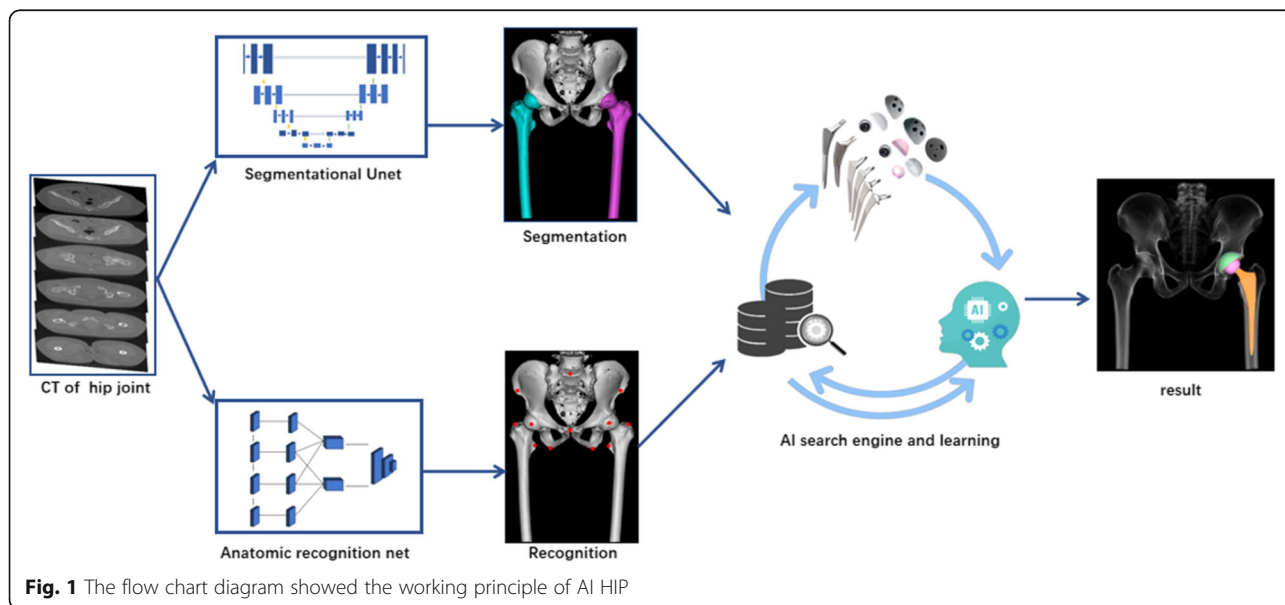 Segmentational Unet
Segmentation
CT of hip joint
AI
result
AI search engine and learning
Anatomic recognition net
Recognition
Fig. 1 The flow chart diagram showed the working principle of AI HIP